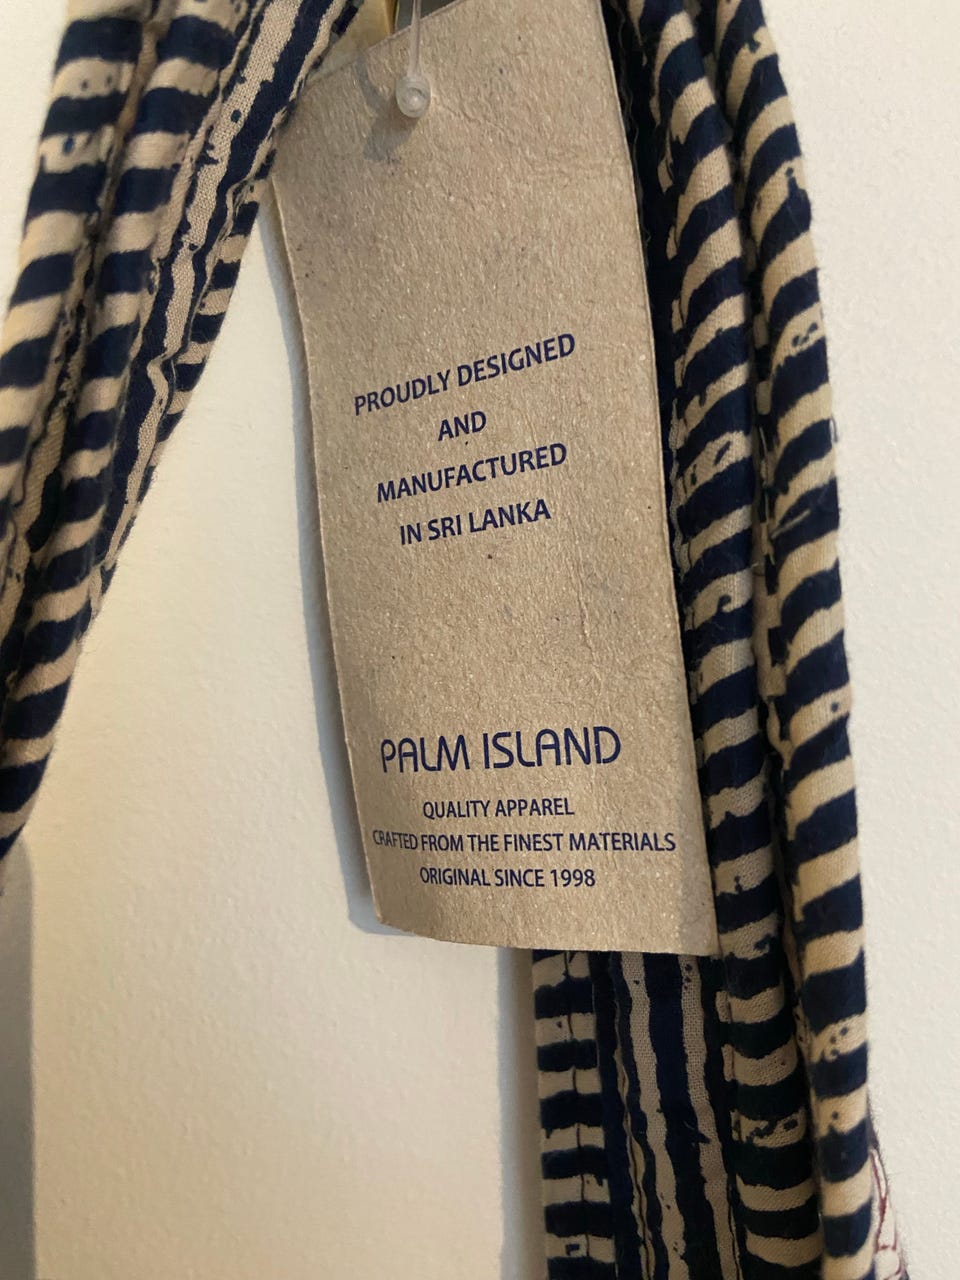 PROUDLY DESIGNED
AND
MANUFACTURED
IN SRI LANKA
PALM ISLAND
QUALITY APPAREL
CRAFTED FROM THE FINEST MATERIALS
ORIGINAL SINCE 1998